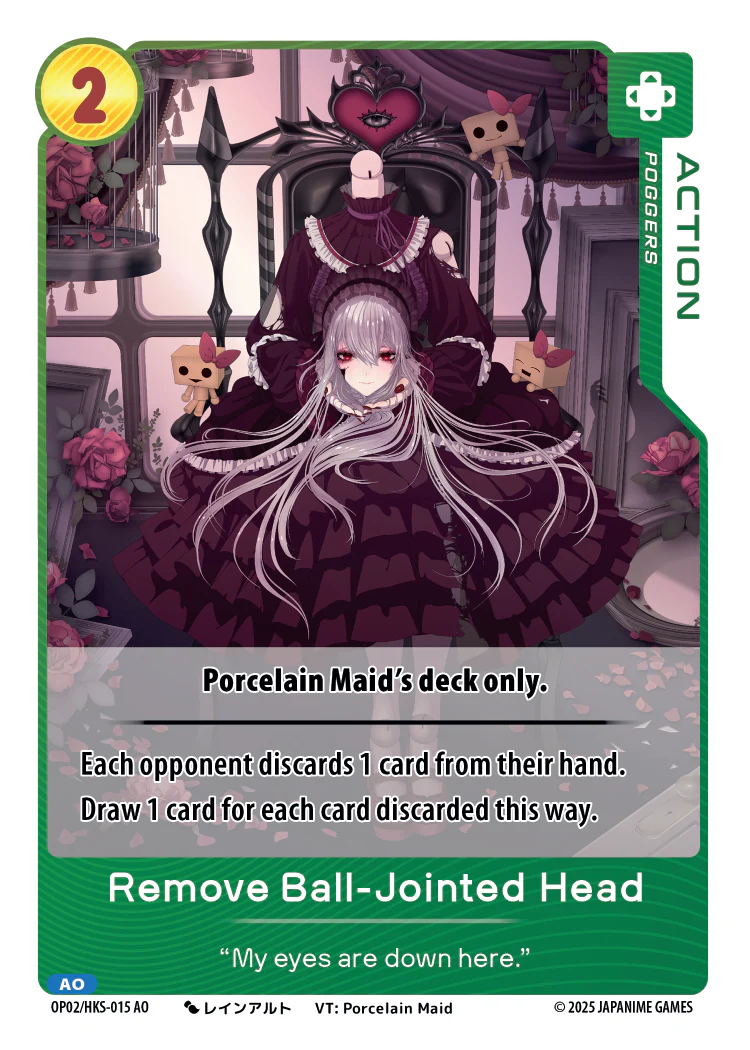 2
ACTION
POGGERS
Porcelain Maid’s deck only.
Each opponent discards 1 card from their hand.
Draw 1 card for each card discarded this way.
Remove Ball-Jointed Head
“My eyes are down here.”
AO
OP02/HKS-015 AO レインアルト VT: Porcelain Maid © 2025 JAPANIME GAMES